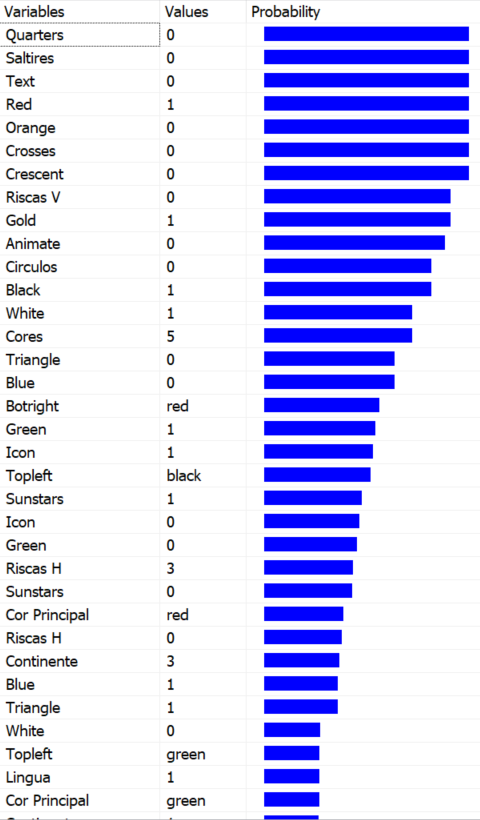 Variables Values Probability
Quarters 0
Saltires 0
Text 0
Red 1
Orange 0
Crosses 0
Crescent 0
Riscas V 0
Gold 1
Animate 0
Circulos 0
Black 1
White 1
Cores 5
Triangle 0
Blue 0
Botright red
Green 1
Icon 1
Topleft black
Sunstars 1
Icon 0
Green 0
Riscas H 3
Sunstars 0
Cor Principal red
Riscas H 0
Continente 3
Blue 1
Triangle 1
White 0
Topleft green
Lingua 1
Cor Principal green